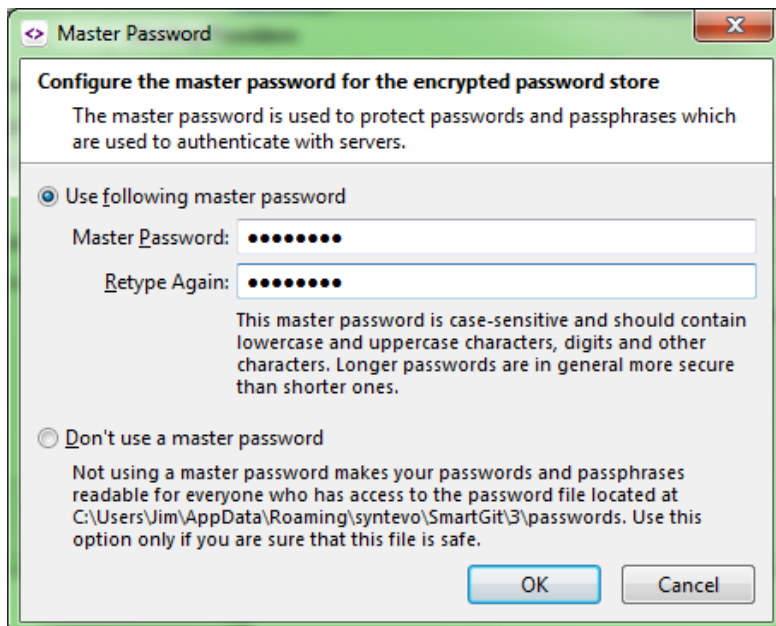 Master Password
Configure the master password for the encrypted password store
The master password is used to protect passwords and passphrases which
are used to authenticate with servers.
Use following master password
Master Password: ●●●●●●●●
Retype Again: ●●●●●●●●
This master password is case-sensitive and should contain
lowercase and uppercase characters, digits and other
characters. Longer passwords are in general more secure
than shorter ones.
Don't use a master password
Not using a master password makes your passwords and passphrases
readable for everyone who has access to the password file located at
C:\Users\Jim\AppData\Roaming\syntevo\SmartGit\3\passwords. Use this
option only if you are sure that this file is safe.
OK Cancel